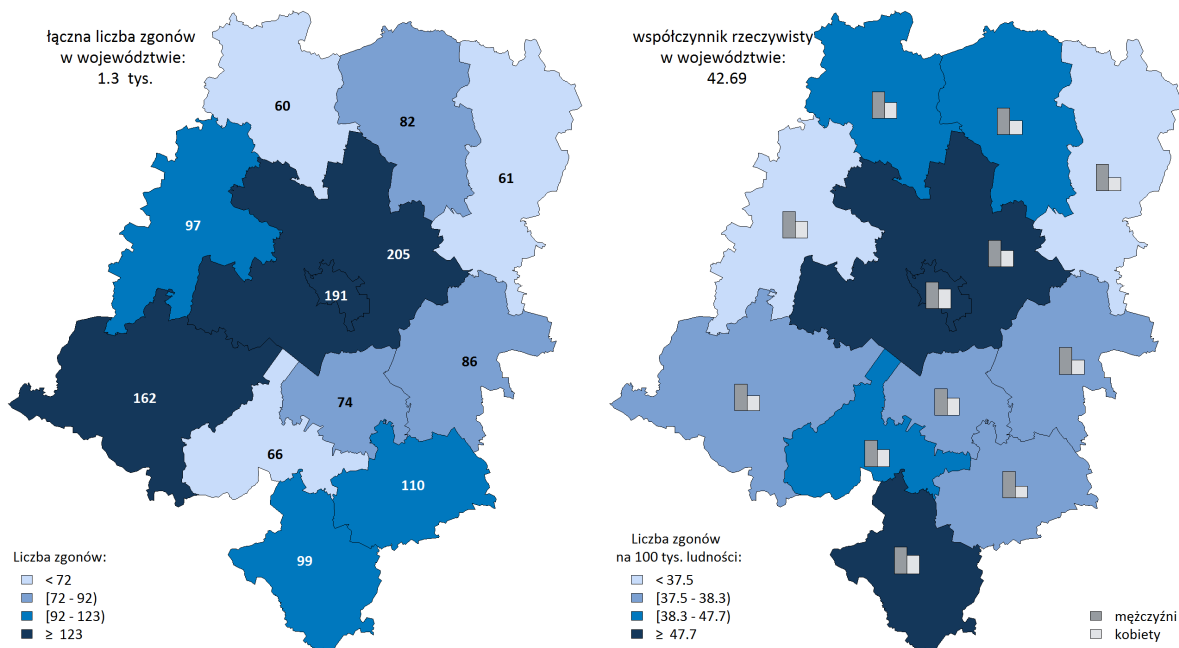 łączna liczba zgonów
w województwie:
1.3 tys.
60
82
61
97
205
191
86
162
74
66
110
99
Liczba zgonów:
< 72
[72 - 92)
[92 - 123)
≥ 123
współczynnik rzeczywisty
w województwie:
42.69
Liczba zgonów
na 100 tys. ludności:
< 37.5
[37.5 - 38.3)
[38.3 - 47.7)
≥ 47.7
mężczyźni
kobiety